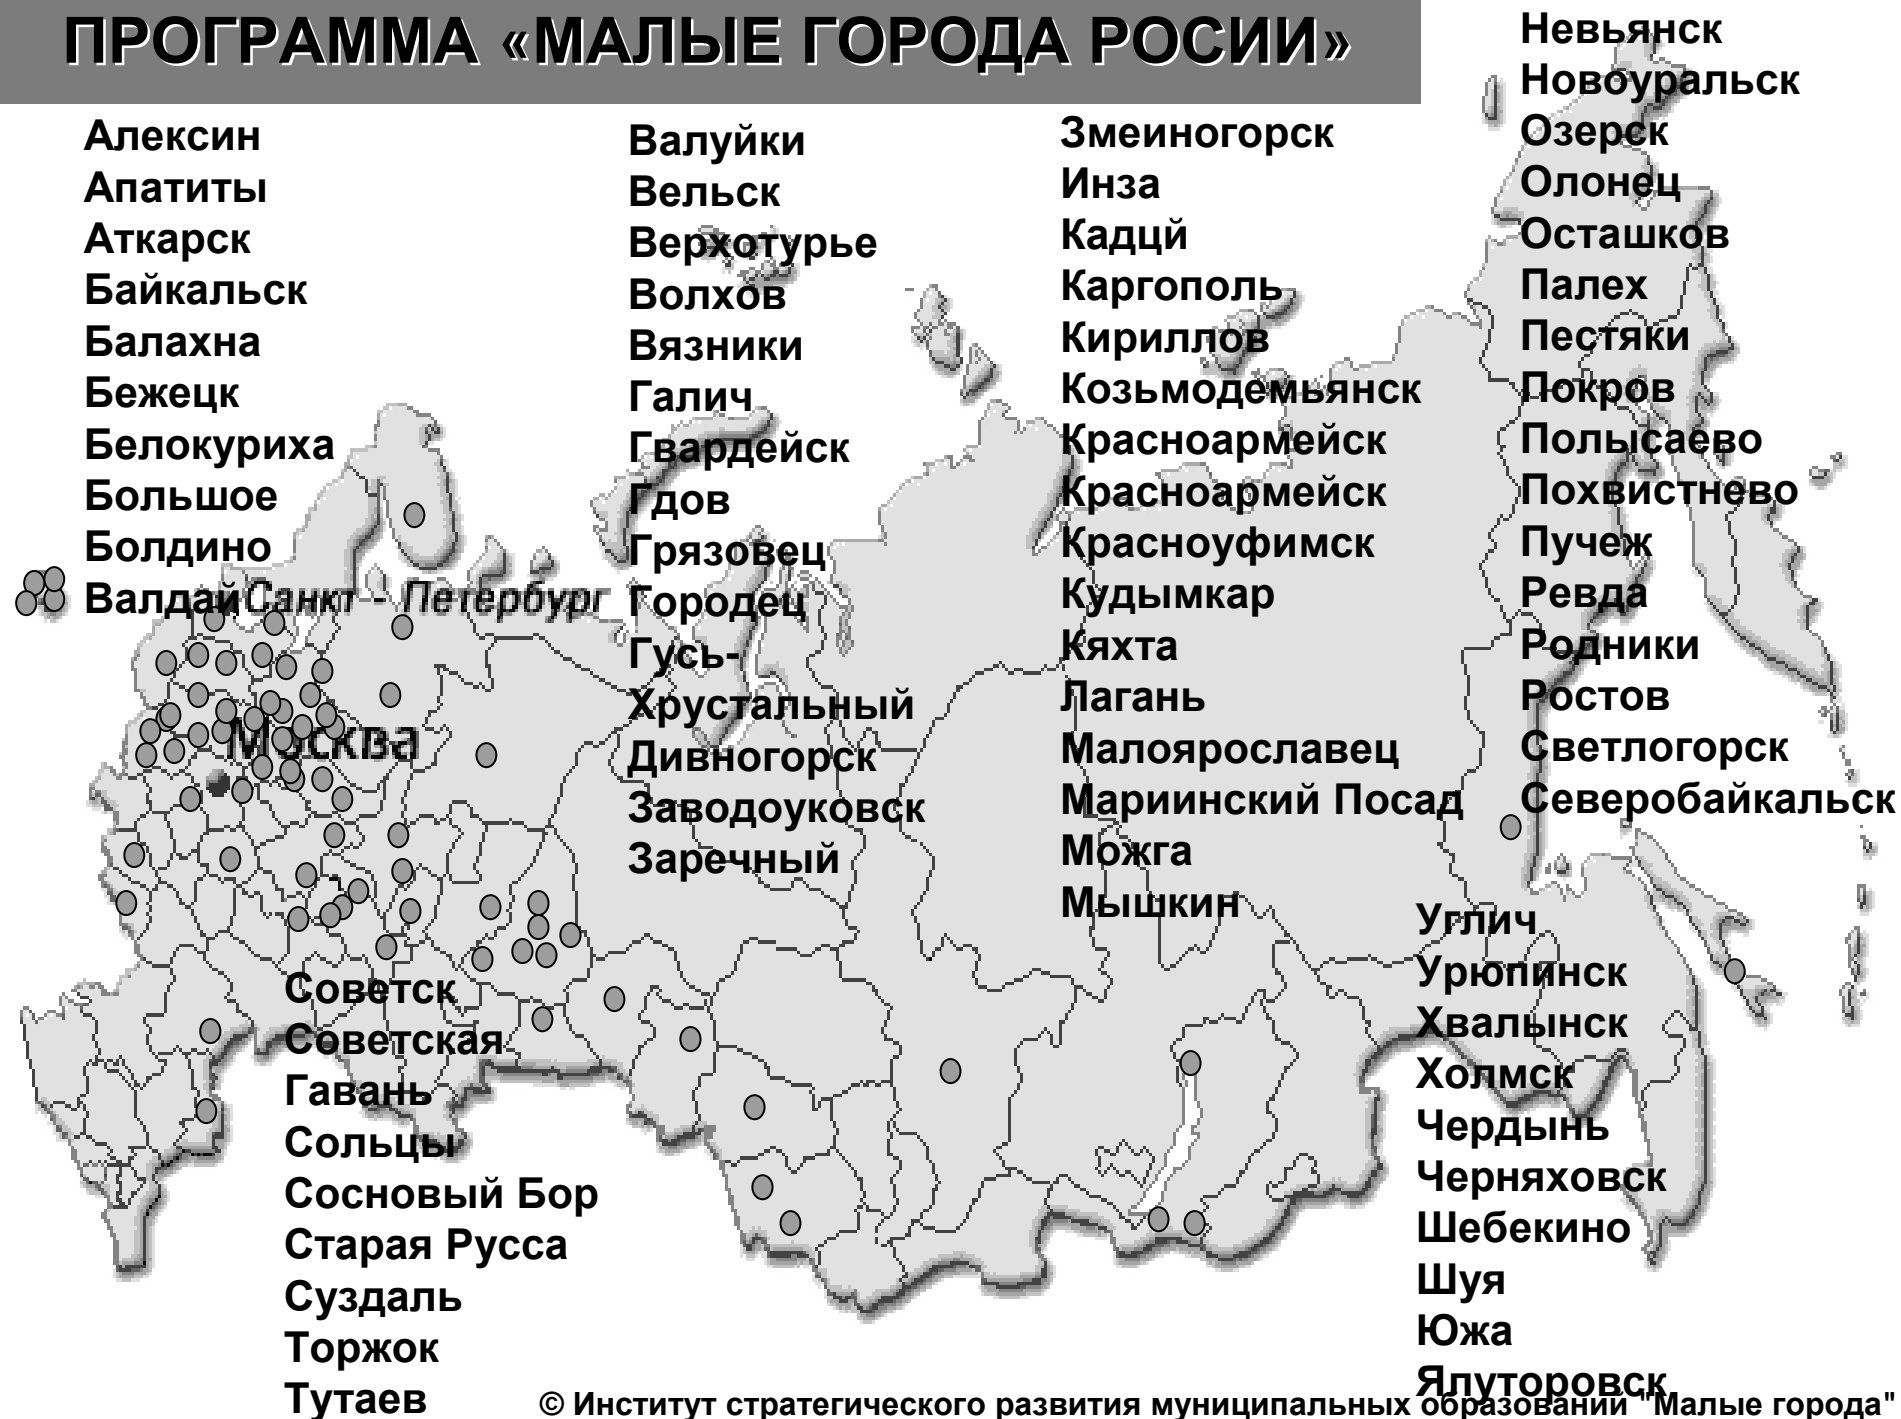 ПРОГРАММА «МАЛЫЕ ГОРОДА РОСИИ»
Алексин
Апатиты
Аткарск
Байкальск
Балахна
Бежецк
Белокуриха
Большое
Болдино
Валдай
Валуйки
Вельск
Верхотурье
Волхов
Вязники
Галич
Гвардейск
Гдов
Грязовец
Городец
Гусь-
Хрустальный
Дивногорск
Заводоуковск
Заречный
Змеиногорск
Инза
Кадцй
Каргополь
Кириллов
Козьмодемьянск
Красноармейск
Красноармейск
Красноуфимск
Кудымкар
Кяхта
Лагань
Малоярославец
Мариинский Посад
Можга
Мышкин
Невьянск
Новоуральск
Озерск
Олонец
Осташков
Палех
Пестяки
Покров
Полысаево
Похвистнево
Пучеж
Ревда
Родники
Ростов
Светлогорск
Северобайкальск
Советск
Советская
Гавань
Сольцы
Сосновый Бор
Старая Русса
Суздаль
Торжок
Тутаев
Углич
Урюпинск
Хвалынск
Холмск
Чердынь
Черняховск
Шебекино
Шуя
Южа
Ялуторовск
Санкт - Петербург
Москва
© Институт стратегического развития муниципальных образований "Малые города"